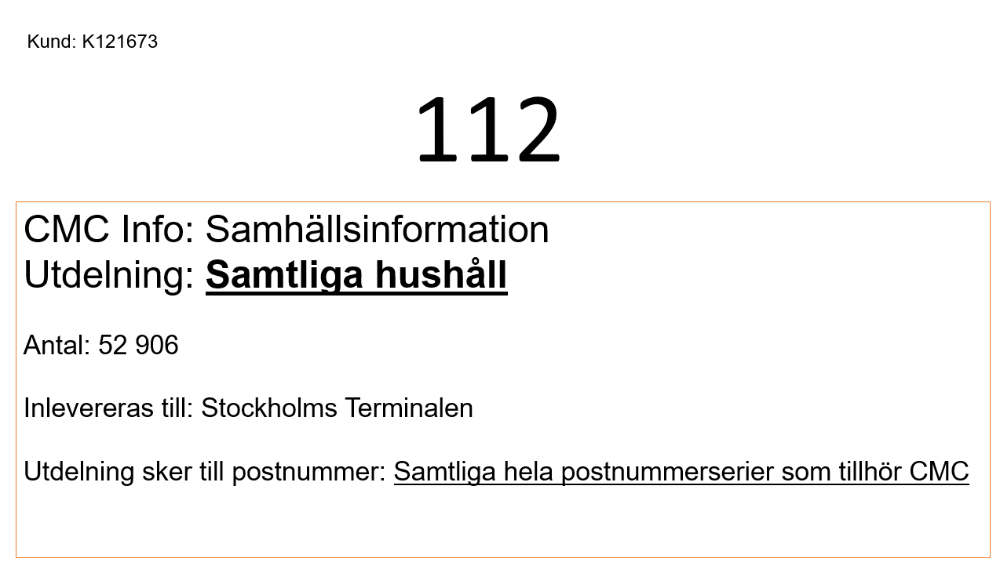 Kund: K121673
112
CMC Info: Samhällsinformation
Utdelning: Samtliga hushåll
Antal: 52 906
Inlevereras till: Stockholms Terminalen
Utdelning sker till postnummer: Samtliga hela postnummerserier som tillhör CMC